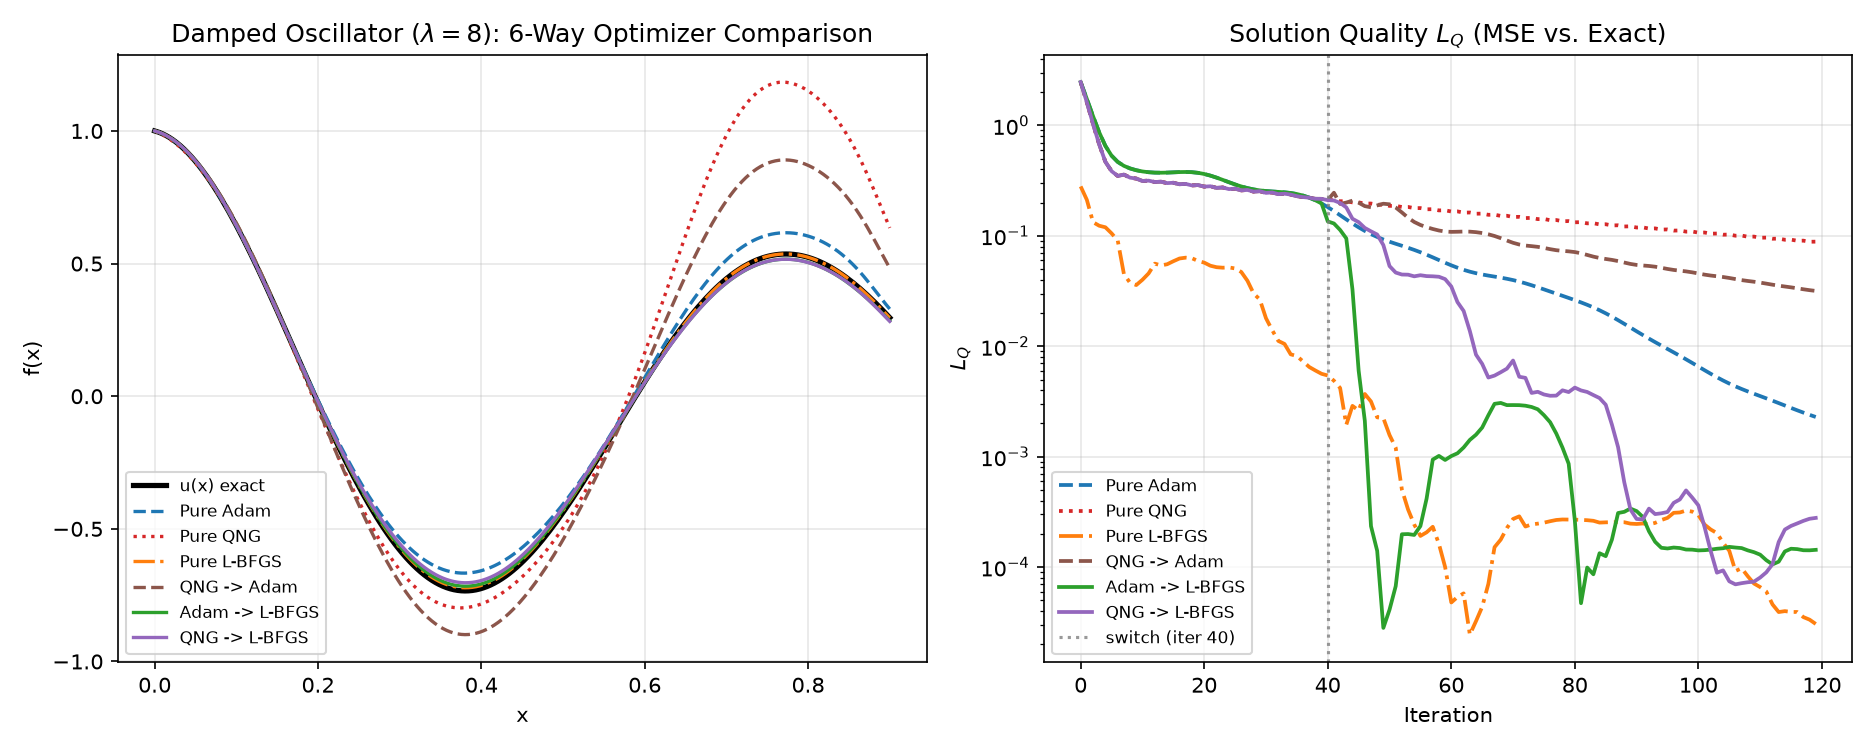 Damped Oscillator (λ = 8): 6-Way Optimizer Comparison
f(x)
1.0
0.5
0.0
−0.5
−1.0
u(x) exact
Pure Adam
Pure QNG
Pure L-BFGS
QNG -> Adam
Adam -> L-BFGS
QNG -> L-BFGS
0.0 0.2 0.4 0.6 0.8
x
Solution Quality L_Q (MSE vs. Exact)
L_Q
10⁰
10⁻¹
10⁻²
10⁻³
10⁻⁴
Pure Adam
Pure QNG
Pure L-BFGS
QNG -> Adam
Adam -> L-BFGS
QNG -> L-BFGS
switch (iter 40)
0 20 40 60 80 100 120
Iteration